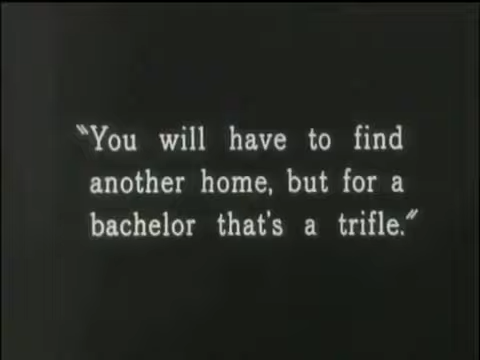 "You will have to find
another home, but for a
bachelor that's a trifle."